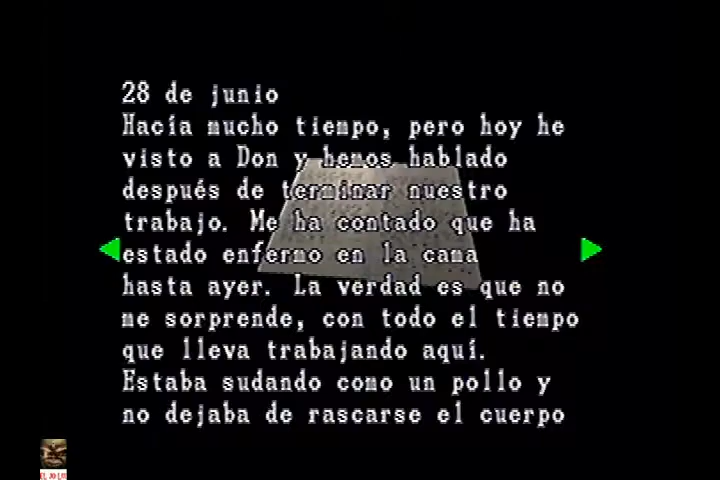 28 de junio
Hacía mucho tiempo, pero hoy he
visto a Don y hemos hablado
después de terminar nuestro
trabajo. Me ha contado que ha
estado enfermo en la cama
hasta ayer. La verdad es que no
me sorprende, con todo el tiempo
que lleva trabajando aquí.
Estaba sudando como un pollo y
no dejaba de rascarse el cuerpo